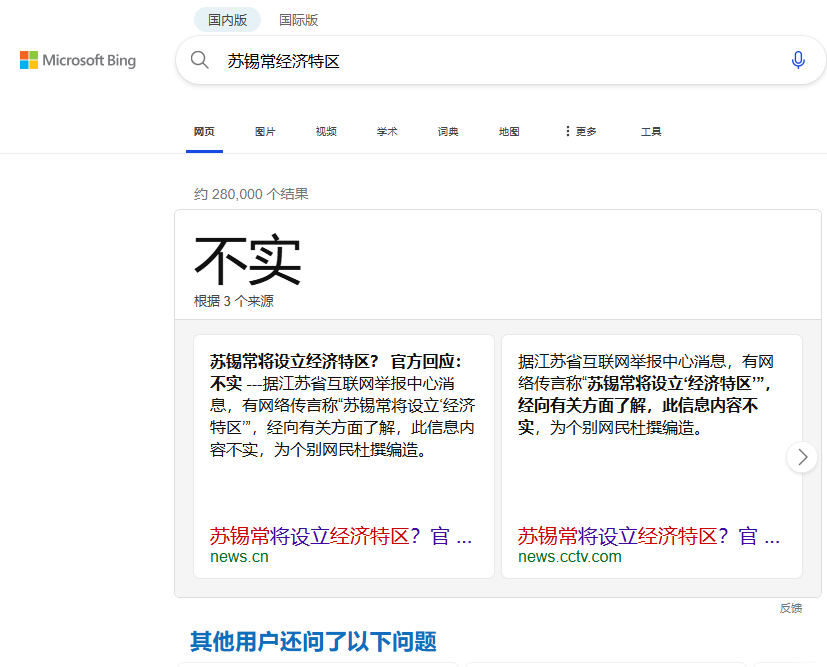 国内版 国际版
Microsoft Bing
苏锡常经济特区
网页 图片 视频 学术 词典 地图 更多 工具
约 280,000 个结果
不实
根据 3 个来源
苏锡常将设立经济特区？ 官方回应：
不实 ---据江苏省互联网举报中心消
息，有网络传言称“苏锡常将设立‘经济
特区’”，经向有关方面了解，此信息内
容不实，为个别网民杜撰编造。
苏锡常将设立经济特区？官 ...
news.cn
据江苏省互联网举报中心消息，有网
络传言称“苏锡常将设立‘经济特区’”，
经向有关方面了解，此信息内容不
实，为个别网民杜撰编造。
苏锡常将设立经济特区？官 ...
news.cctv.com
反馈
其他用户还问了以下问题